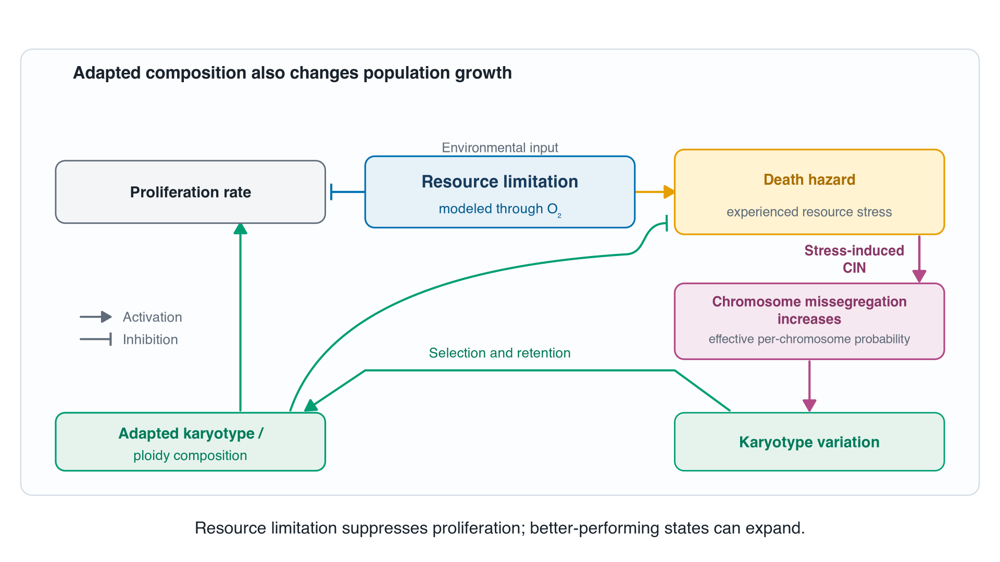 Adapted composition also changes population growth
Environmental input
Proliferation rate
Resource limitation
modeled through O₂
Death hazard
experienced resource stress
Stress-induced
CIN
Chromosome missegregation
increases
effective per-chromosome probability
Activation
Inhibition
Selection and retention
Adapted karyotype /
ploidy composition
Karyotype variation
Resource limitation suppresses proliferation; better-performing states can expand.